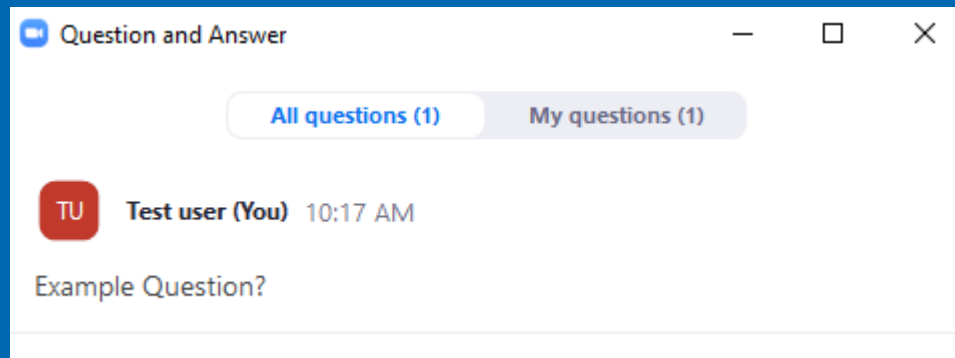 Question and Answer
All questions (1) My questions (1)
TU Test user (You) 10:17 AM
Example Question?